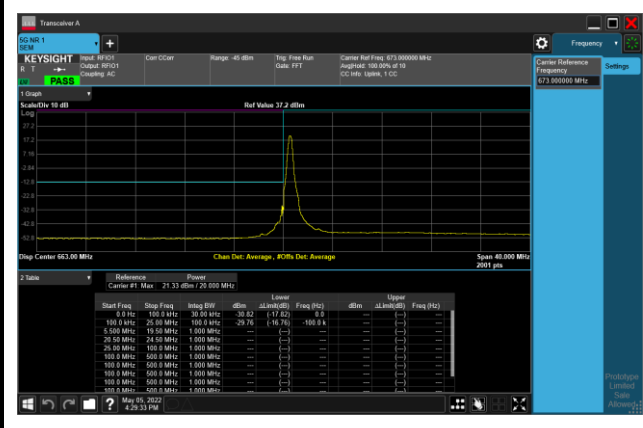 Transceiver A
5G NR 1
SEM
+
Frequency
KEYSIGHT
R T
PASS
Input: RFIO1
Output: RFIO1
Coupling: AC
Corr CCorr
Range: -45 dBm
Trig: Free Run
Gate: FFT
Carrier Ref Freq: 673.000000 MHz
Avg|Hold: 100.00% of 10
CC Info: Uplink, 1 CC
Carrier Reference
Frequency
673.000000 MHz
Settings
1 Graph
Scale/Div 10 dB
Ref Value 37.2 dBm
Log
27.2
17.2
7.16
-2.84
-12.8
-22.8
-32.8
-42.8
-52.8
Disp Center 663.00 MHz
Chan Det: Average , #Offs Det: Average
Span 40.000 MHz
2001 pts
2 Table
Reference Power
Carrier #1 Max 21.33 dBm / 20.000 MHz
Lower Upper
Start Freq Stop Freq Integ BW dBm ΔLimit(dB) Freq (Hz) dBm ΔLimit(dB) Freq (Hz)
0.0 Hz 100.0 kHz 30.00 kHz -30.82 (-17.82) 0.0 --- (---) ---
100.0 kHz 25.00 MHz 100.0 kHz -29.76 (-16.76) -100.0 k --- (---) ---
5.500 MHz 19.50 MHz 1.000 MHz --- (---) --- --- (---) ---
20.50 MHz 24.50 MHz 1.000 MHz --- (---) --- --- (---) ---
25.00 MHz 100.0 MHz 1.000 MHz --- (---) --- --- (---) ---
100.0 MHz 500.0 MHz 1.000 MHz --- (---) --- --- (---) ---
100.0 MHz 500.0 MHz 1.000 MHz --- (---) --- --- (---) ---
100.0 MHz 500.0 MHz 1.000 MHz --- (---) --- --- (---) ---
100.0 MHz 500.0 MHz 1.000 MHz --- (---) --- --- (---) ---
100.0 MHz 500.0 MHz 1.000 MHz --- (---) --- --- (---) ---
?
May 05, 2022
4:29:33 PM
Prototype
Limited
Sale
Allowed